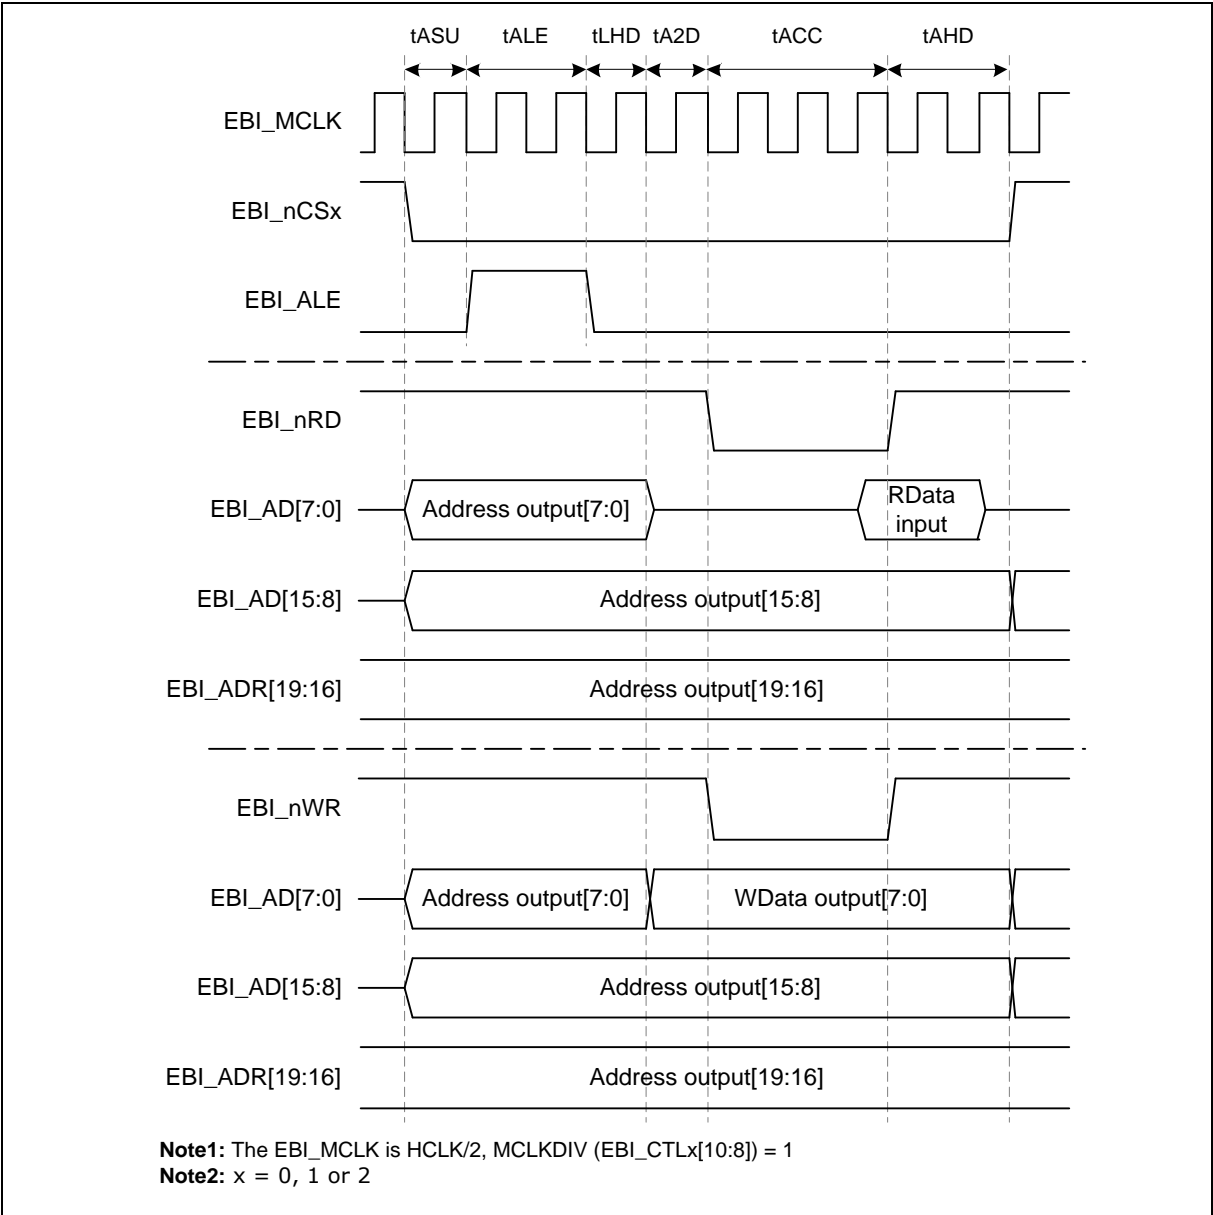 tASU tALE tLHD tA2D tACC tAHD
EBI_MCLK
EBI_nCSx
EBI_ALE
EBI_nRD
EBI_AD[7:0] Address output[7:0] RData input
EBI_AD[15:8] Address output[15:8]
EBI_ADR[19:16] Address output[19:16]
EBI_nWR
EBI_AD[7:0] Address output[7:0] WData output[7:0]
EBI_AD[15:8] Address output[15:8]
EBI_ADR[19:16] Address output[19:16]
Note1: The EBI_MCLK is HCLK/2, MCLKDIV (EBI_CTLx[10:8]) = 1
Note2: x = 0, 1 or 2